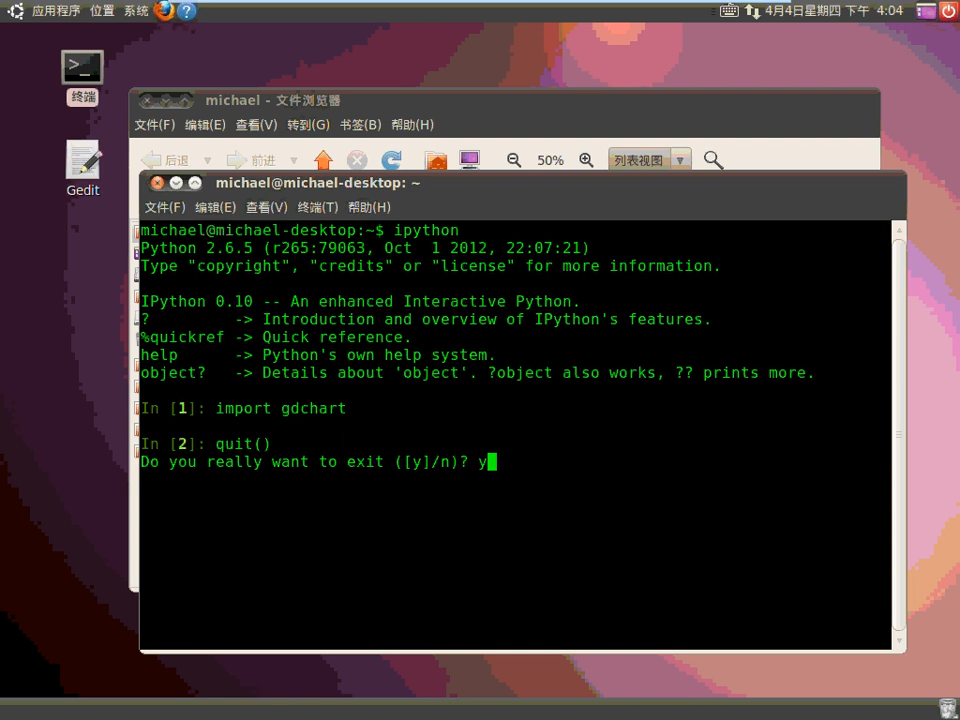 应用程序 位置 系统 4月4日星期四 下午 4:04
终端
Gedit
michael - 文件浏览器
文件(F) 编辑(E) 查看(V) 转到(G) 书签(B) 帮助(H)
后退 前进 50% 列表视图
michael@michael-desktop: ~
文件(F) 编辑(E) 查看(V) 终端(T) 帮助(H)
michael@michael-desktop:~$ ipython
Python 2.6.5 (r265:79063, Oct  1 2012, 22:07:21)
Type "copyright", "credits" or "license" for more information.
IPython 0.10 -- An enhanced Interactive Python.
?         -> Introduction and overview of IPython's features.
%quickref -> Quick reference.
help      -> Python's own help system.
object?   -> Details about 'object'. ?object also works, ?? prints more.
In [1]: import gdchart
In [2]: quit()
Do you really want to exit ([y]/n)? y